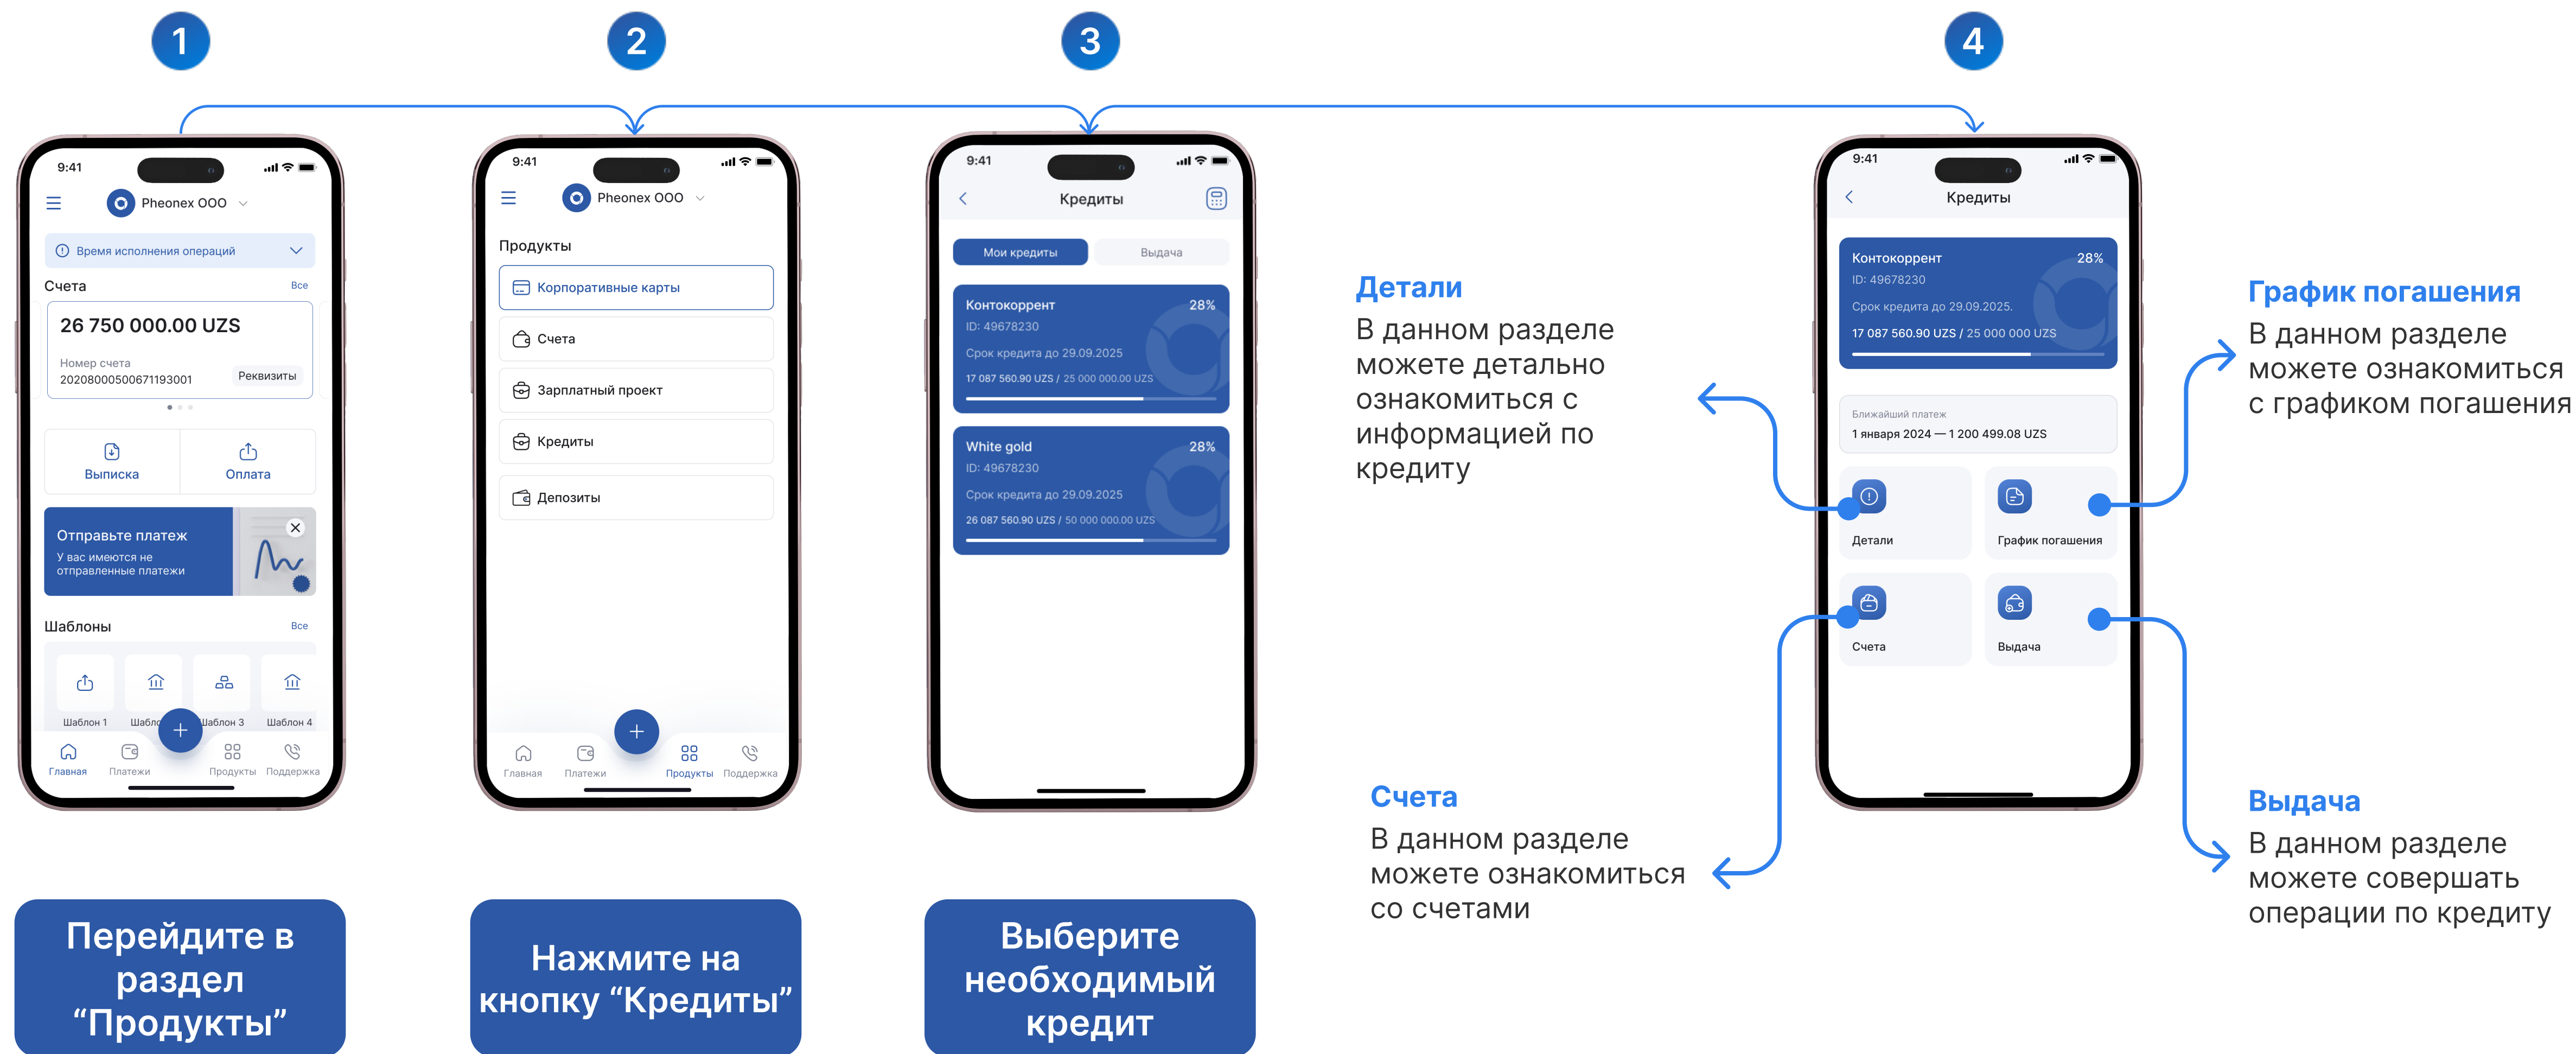 1
2
3
4
9:41
Pheonex ООО
Время исполнения операций
Счета
Все
26 750 000.00 UZS
Номер счета
20208000500671193001
Реквизиты
Выписка
Оплата
Отправьте платеж
У вас имеются не
отправленные платежи
Шаблоны
Все
Шаблон 1
Шабло
Шаблон 3
Шаблон 4
Главная
Платежи
Продукты
Поддержка
Перейдите в
раздел
“Продукты”
9:41
Pheonex ООО
Продукты
Корпоративные карты
Счета
Зарплатный проект
Кредиты
Депозиты
Главная
Платежи
Продукты
Поддержка
Нажмите на
кнопку “Кредиты”
9:41
Кредиты
Мои кредиты
Выдача
Контокоррент
28%
ID: 49678230
Срок кредита до 29.09.2025
17 087 560.90 UZS / 25 000 000.00 UZS
White gold
28%
ID: 49678230
Срок кредита до 29.09.2025
26 087 560.90 UZS / 50 000 000.00 UZS
Выберите
необходимый
кредит
Детали
В данном разделе
можете детально
ознакомиться с
информацией по
кредиту
Счета
В данном разделе
можете ознакомиться
со счетами
9:41
Кредиты
Контокоррент
28%
ID: 49678230
Срок кредита до 29.09.2025.
17 087 560.90 UZS / 25 000 000 UZS
Ближайший платеж
1 января 2024 — 1 200 499.08 UZS
Детали
График погашения
Счета
Выдача
График погашения
В данном разделе
можете ознакомиться
с графиком погашения
Выдача
В данном разделе
можете совершать
операции по кредиту